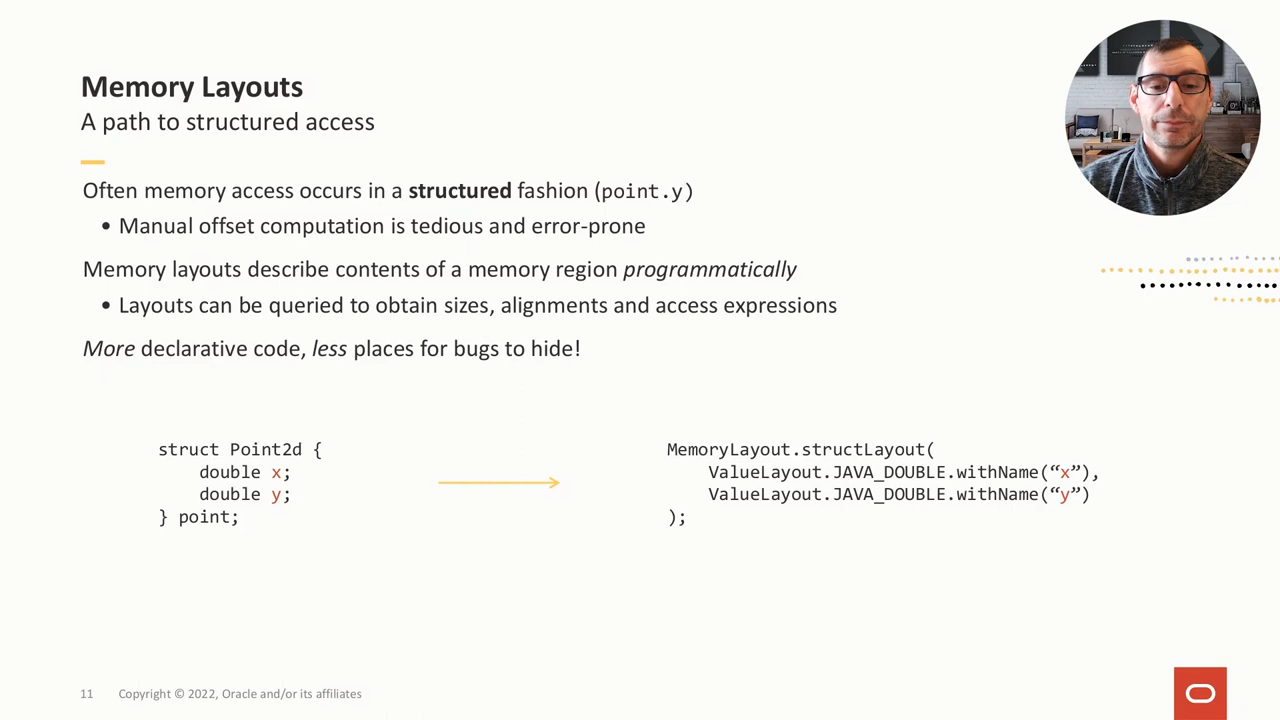 Memory Layouts
A path to structured access
Often memory access occurs in a structured fashion (point.y)
• Manual offset computation is tedious and error-prone
Memory layouts describe contents of a memory region programmatically
• Layouts can be queried to obtain sizes, alignments and access expressions
More declarative code, less places for bugs to hide!
struct Point2d {
    double x;
    double y;
} point;
MemoryLayout.structLayout(
    ValueLayout.JAVA_DOUBLE.withName(“x”),
    ValueLayout.JAVA_DOUBLE.withName(“y”)
);
11 Copyright © 2022, Oracle and/or its affiliates